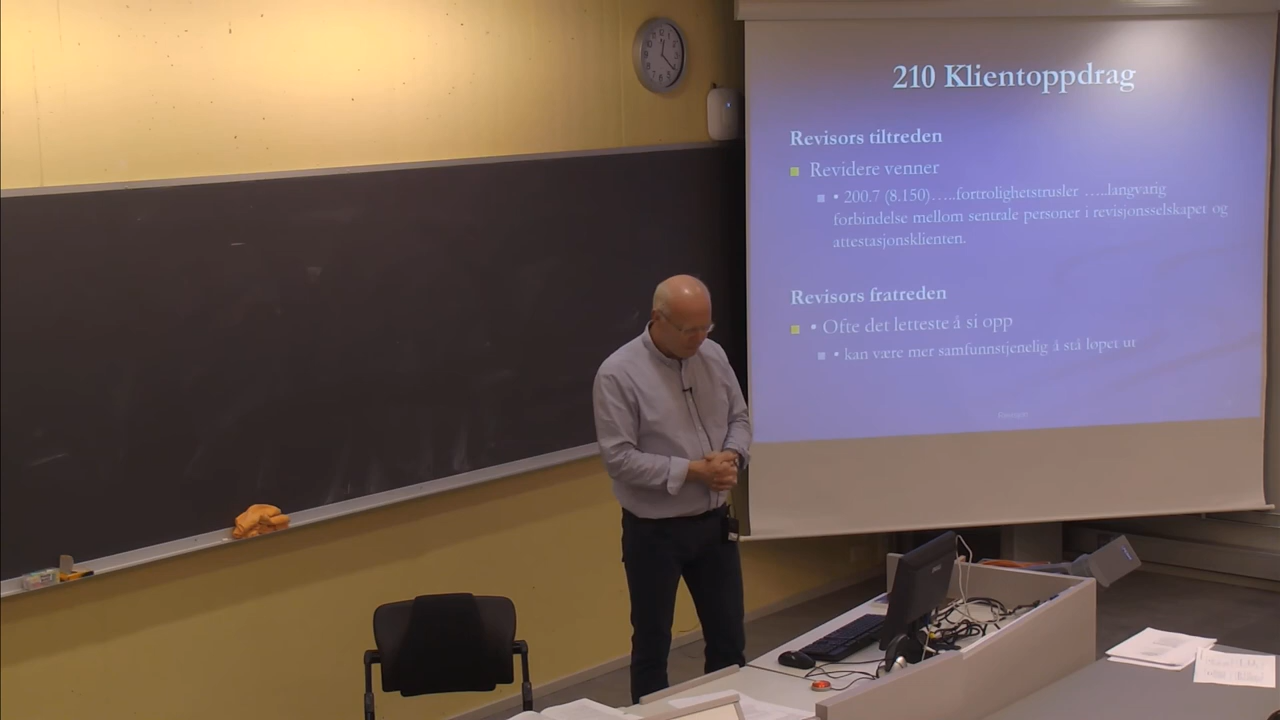 210 Klientoppdrag
Revisors tiltreden
Revidere venner
• 200.7 (8.150)…..fortrolighetstrusler …..langvarig
forbindelse mellom sentrale personer i revisjonsselskapet og
attestasjonsklienten.
Revisors fratreden
• Ofte det letteste å si opp
• kan være mer samfunnstjenelig å stå løpet ut